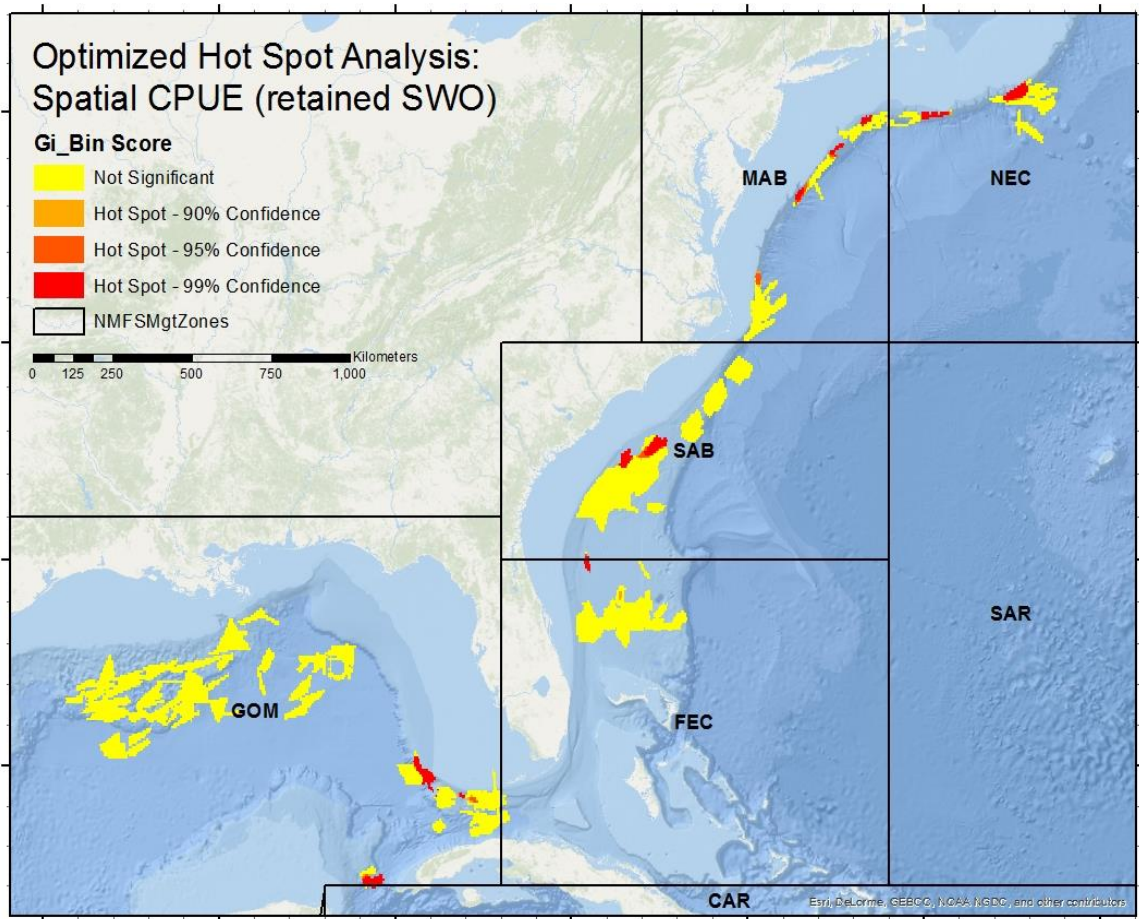 Optimized Hot Spot Analysis:
Spatial CPUE (retained SWO)
Gi_Bin Score
Not Significant
Hot Spot - 90% Confidence
Hot Spot - 95% Confidence
Hot Spot - 99% Confidence
NMFSMgtZones
Kilometers
0 125 250 500 750 1,000
MAB
NEC
SAB
SAR
GOM
FEC
CAR
Esri, DeLorme, GEBCO, NOAA NGDC, and other contributors